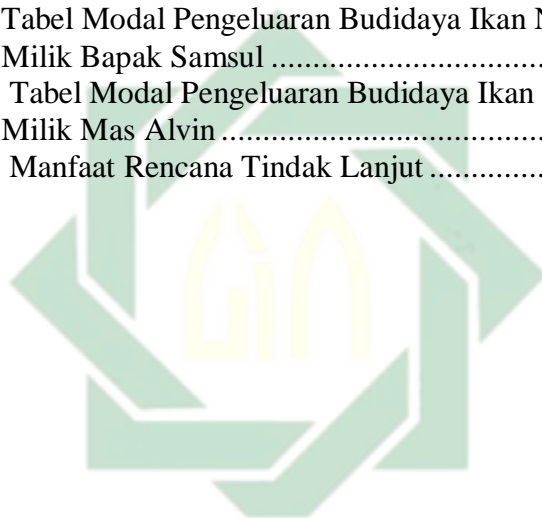 Tabel Modal Pengeluaran Budidaya Ikan
Milik Bapak Samsul ..................................
Tabel Modal Pengeluaran Budidaya Ikan
Milik Mas Alvin ........................................
Manfaat Rencana Tindak Lanjut ..............